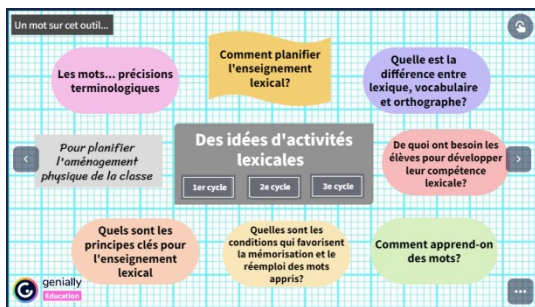 Un mot sur cet outil...
Les mots... précisions
terminologiques
Comment planifier
l'enseignement
lexical?
Quelle est la
différence entre
lexique, vocabulaire
et orthographe?
Pour planifier
l'aménagement
physique de la classe
Des idées d'activités
lexicales
1er cycle
2e cycle
3e cycle
De quoi ont besoin les
élèves pour développer
leur compétence
lexicale?
Quels sont les
principes clés pour
l'enseignement
lexical
Quelles sont les
conditions qui favorisent
la mémorisation et le
réemploi des mots
appris?
Comment apprend-on
des mots?
genially
Education